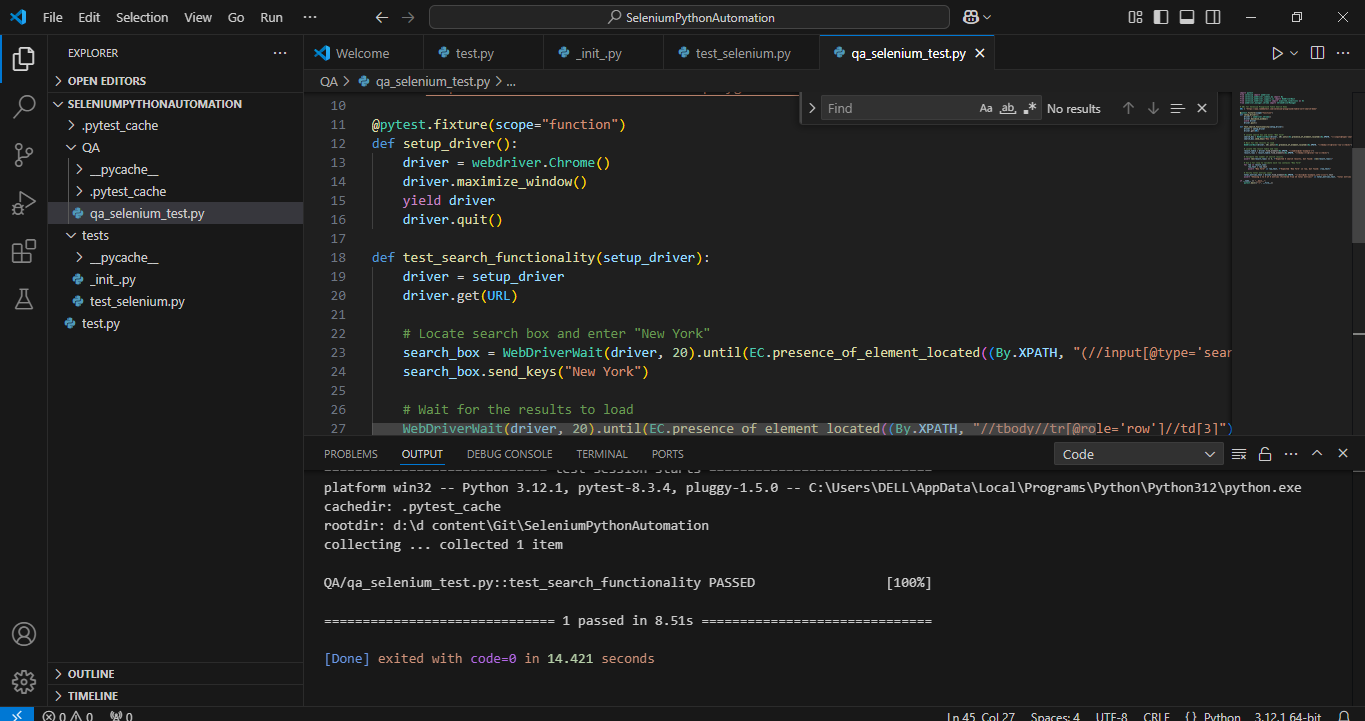 File Edit Selection View Go Run ··· SeleniumPythonAutomation
EXPLORER ···
OPEN EDITORS
SELENIUMPYTHONAUTOMATION
.pytest_cache
QA
__pycache__
.pytest_cache
qa_selenium_test.py
tests
__pycache__
_init_.py
test_selenium.py
test.py
OUTLINE
TIMELINE
Welcome test.py _init_.py test_selenium.py qa_selenium_test.py
QA > qa_selenium_test.py > ...
Find Aa ab .* No results
10
11 @pytest.fixture(scope="function")
12 def setup_driver():
13 driver = webdriver.Chrome()
14 driver.maximize_window()
15 yield driver
16 driver.quit()
17
18 def test_search_functionality(setup_driver):
19 driver = setup_driver
20 driver.get(URL)
21
22 # Locate search box and enter "New York"
23 search_box = WebDriverWait(driver, 20).until(EC.presence_of_element_located((By.XPATH, "(//input[@type='sear
24 search_box.send_keys("New York")
25
26 # Wait for the results to load
27 WebDriverWait(driver, 20).until(EC.presence_of_element_located((By.XPATH, "//tbody//tr[@role='row']//td[3]")
PROBLEMS OUTPUT DEBUG CONSOLE TERMINAL PORTS Code ···
============================= test session starts =============================
platform win32 -- Python 3.12.1, pytest-8.3.4, pluggy-1.5.0 -- C:\Users\DELL\AppData\Local\Programs\Python\Python312\python.exe
cachedir: .pytest_cache
rootdir: d:\d content\Git\SeleniumPythonAutomation
collecting ... collected 1 item
QA/qa_selenium_test.py::test_search_functionality PASSED [100%]
============================== 1 passed in 8.51s ==============================
[Done] exited with code=0 in 14.421 seconds
0 0 0 Ln 45, Col 27 Spaces: 4 UTF-8 CRLF {} Python 3.12.1 64-bit